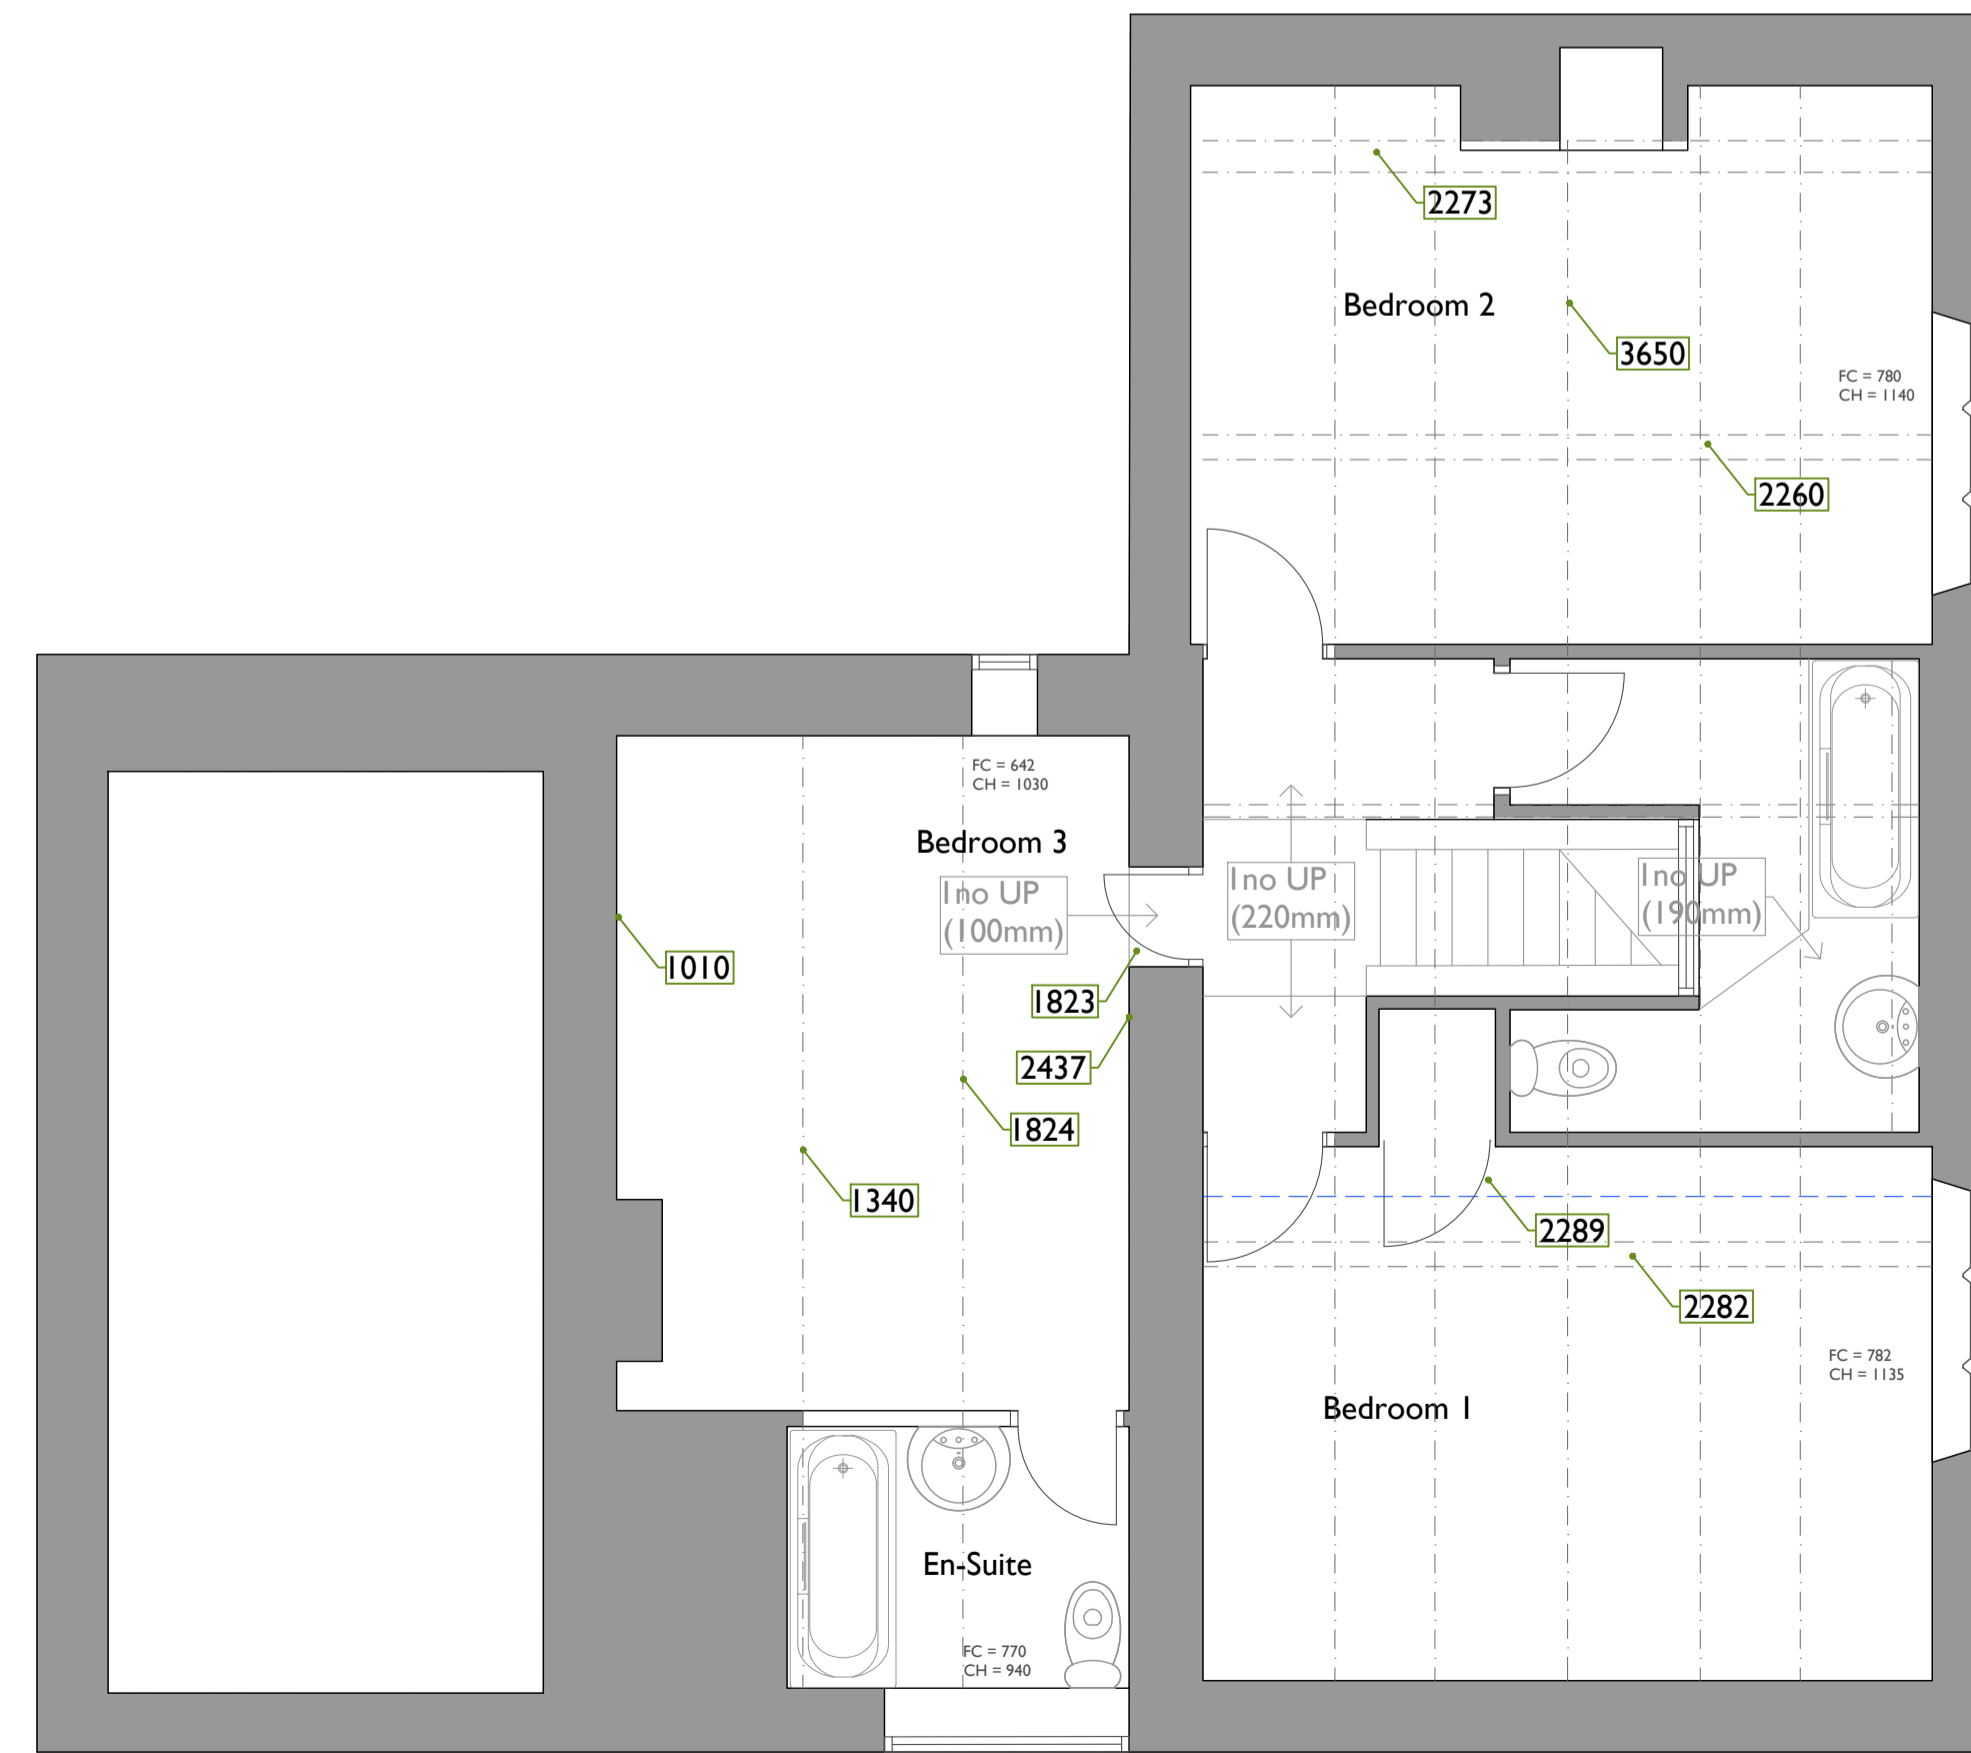 2273
Bedroom 2
3650
FC = 780
CH = 1140
2260
FC = 642
CH = 1030
Bedroom 3
1no UP
(100mm)
1no UP
(220mm)
1no UP
(190mm)
1010
1823
2437
1824
1340
2289
2282
FC = 782
CH = 1135
Bedroom 1
En-Suite
FC = 770
CH = 940